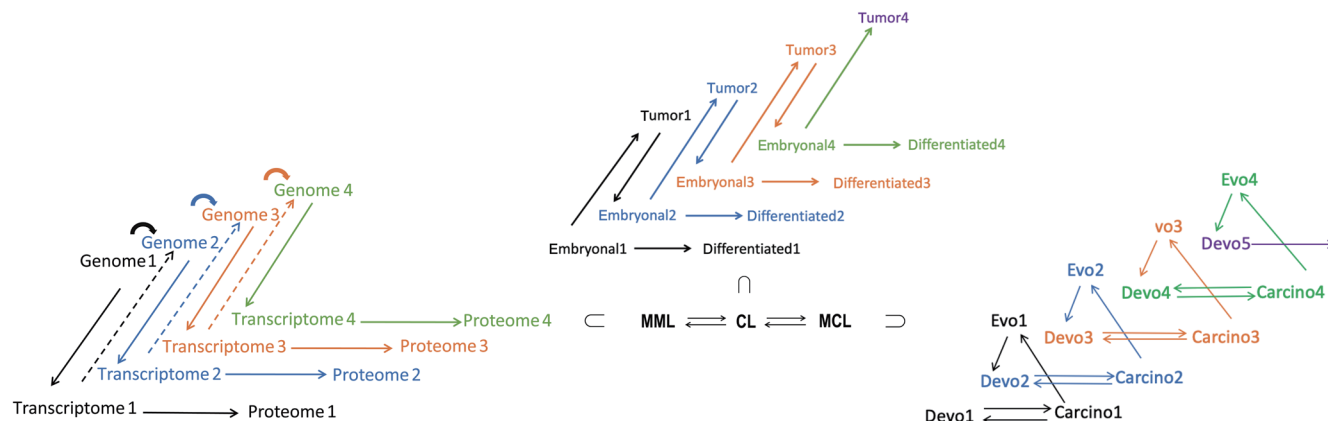 Genome 4
Genome 3
Genome 2
Genome 1
Transcriptome 4 Proteome 4
Transcriptome 3 Proteome 3
Transcriptome 2 Proteome 2
Transcriptome 1 Proteome 1
Tumor4
Tumor3
Tumor2
Tumor1
Embryonal4 Differentiated4
Embryonal3 Differentiated3
Embryonal2 Differentiated2
Embryonal1 Differentiated1
∩
⊂ MML CL MCL ⊃
Evo4
vo3
Devo5
Evo2
Devo4 Carcino4
Evo1
Devo3 Carcino3
Devo2 Carcino2
Devo1 Carcino1